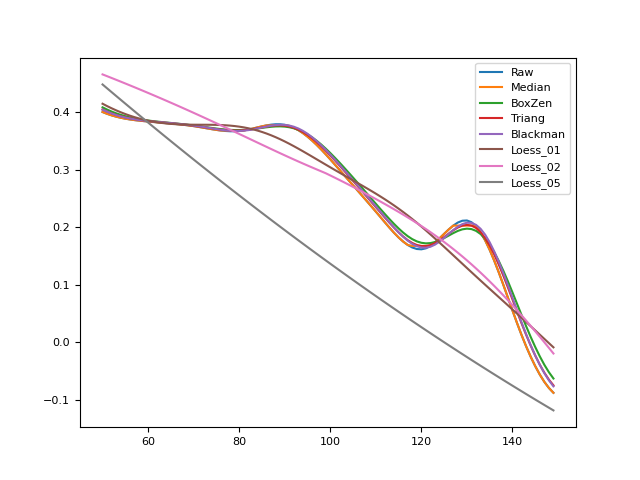 Raw
Median
BoxZen
Triang
Blackman
Loess_01
Loess_02
Loess_05
0.4
0.3
0.2
0.1
0.0
−0.1
60 80 100 120 140